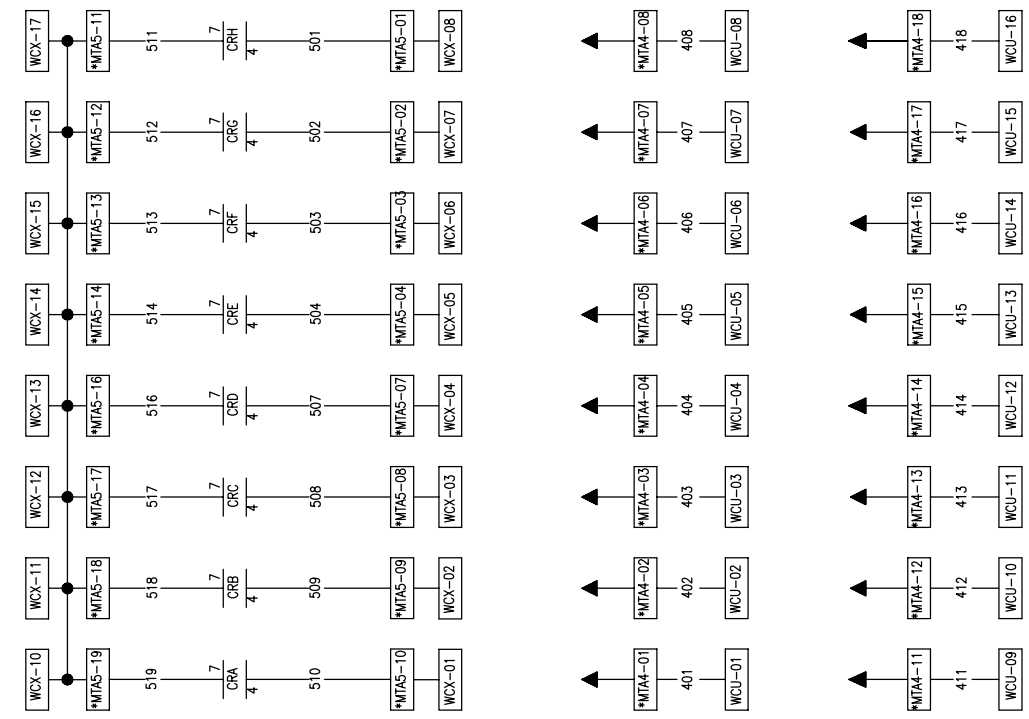 WCX-17
*MTA5-11
511
7
CRH
4
501
*MTA5-01
WCX-08
*MTA4-08
408
WCU-08
*MTA4-18
418
WCU-16
WCX-16
*MTA5-12
512
7
CRG
4
502
*MTA5-02
WCX-07
*MTA4-07
407
WCU-07
*MTA4-17
417
WCU-15
WCX-15
*MTA5-13
513
7
CRF
4
503
*MTA5-03
WCX-06
*MTA4-06
406
WCU-06
*MTA4-16
416
WCU-14
WCX-14
*MTA5-14
514
7
CRE
4
504
*MTA5-04
WCX-05
*MTA4-05
405
WCU-05
*MTA4-15
415
WCU-13
WCX-13
*MTA5-16
516
7
CRD
4
507
*MTA5-07
WCX-04
*MTA4-04
404
WCU-04
*MTA4-14
414
WCU-12
WCX-12
*MTA5-17
517
7
CRC
4
508
*MTA5-08
WCX-03
*MTA4-03
403
WCU-03
*MTA4-13
413
WCU-11
WCX-11
*MTA5-18
518
7
CRB
4
509
*MTA5-09
WCX-02
*MTA4-02
402
WCU-02
*MTA4-12
412
WCU-10
WCX-10
*MTA5-19
519
7
CRA
4
510
*MTA5-10
WCX-01
*MTA4-01
401
WCU-01
*MTA4-11
411
WCU-09